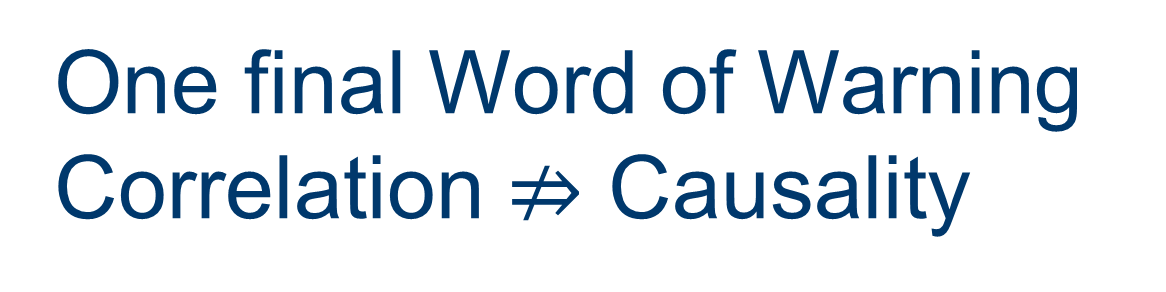 One final Word of Warning
Correlation ⇏ Causality